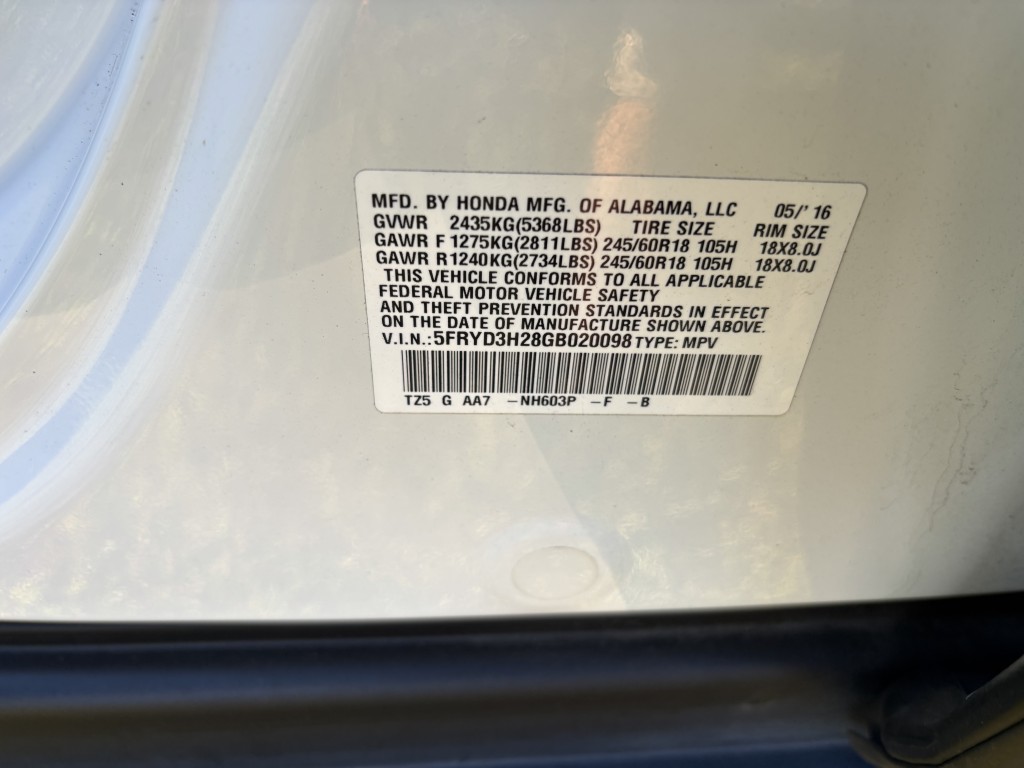 MFD. BY HONDA MFG. OF ALABAMA, LLC 05/' 16
GVWR 2435KG(5368LBS) TIRE SIZE RIM SIZE
GAWR F 1275KG(2811LBS) 245/60R18 105H 18X8.0J
GAWR R1240KG(2734LBS) 245/60R18 105H 18X8.0J
THIS VEHICLE CONFORMS TO ALL APPLICABLE
FEDERAL MOTOR VEHICLE SAFETY
AND THEFT PREVENTION STANDARDS IN EFFECT
ON THE DATE OF MANUFACTURE SHOWN ABOVE.
V.I.N.:5FRYD3H28GB020098 TYPE: MPV
TZ5 G AA7 –NH603P –F –B